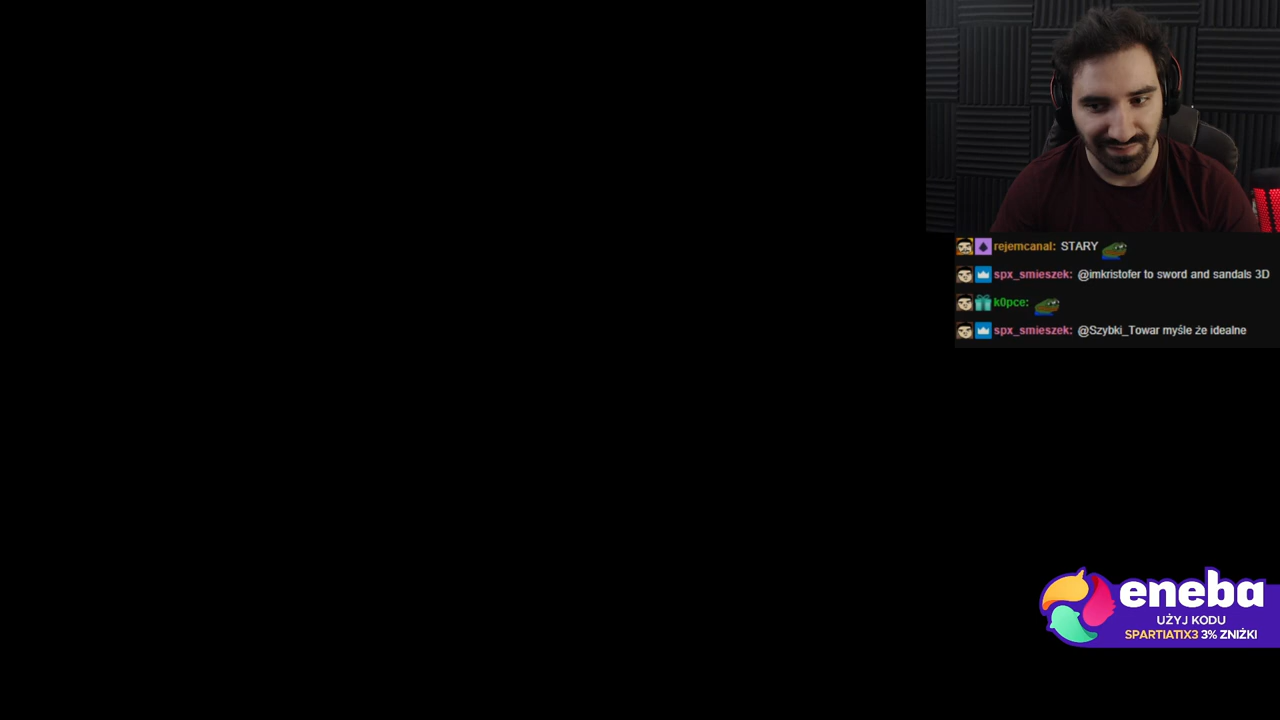 rejemcanal: STARY
spx_smieszek: @imkristofer to sword and sandals 3D
k0pce:
spx_smieszek: @Szybki_Towar myśle że idealne
eneba
UŻYJ KODU
SPARTIATIX3 3% ZNIŻKI